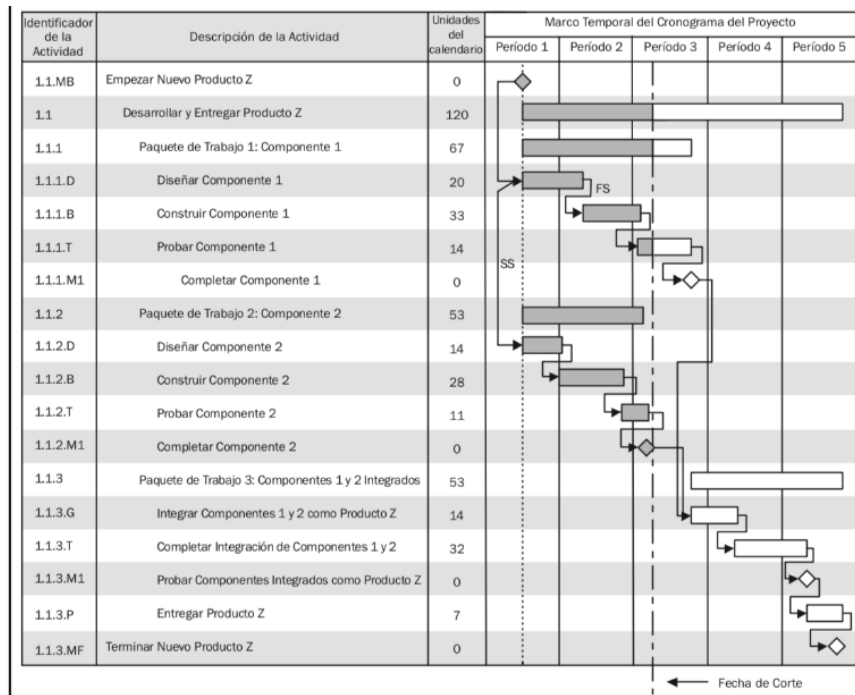 Identificador de la Actividad Descripción de la Actividad Unidades del calendario Marco Temporal del Cronograma del Proyecto
Período 1 Período 2 Período 3 Período 4 Período 5
1.1.MB Empezar Nuevo Producto Z 0
1.1 Desarrollar y Entregar Producto Z 120
1.1.1 Paquete de Trabajo 1: Componente 1 67
1.1.1.D Diseñar Componente 1 20 FS
1.1.1.B Construir Componente 1 33
1.1.1.T Probar Componente 1 14
SS
1.1.1.M1 Completar Componente 1 0
1.1.2 Paquete de Trabajo 2: Componente 2 53
1.1.2.D Diseñar Componente 2 14
1.1.2.B Construir Componente 2 28
1.1.2.T Probar Componente 2 11
1.1.2.M1 Completar Componente 2 0
1.1.3 Paquete de Trabajo 3: Componentes 1 y 2 Integrados 53
1.1.3.G Integrar Componentes 1 y 2 como Producto Z 14
1.1.3.T Completar Integración de Componentes 1 y 2 32
1.1.3.M1 Probar Componentes Integrados como Producto Z 0
1.1.3.P Entregar Producto Z 7
1.1.3.MF Terminar Nuevo Producto Z 0
Fecha de Corte